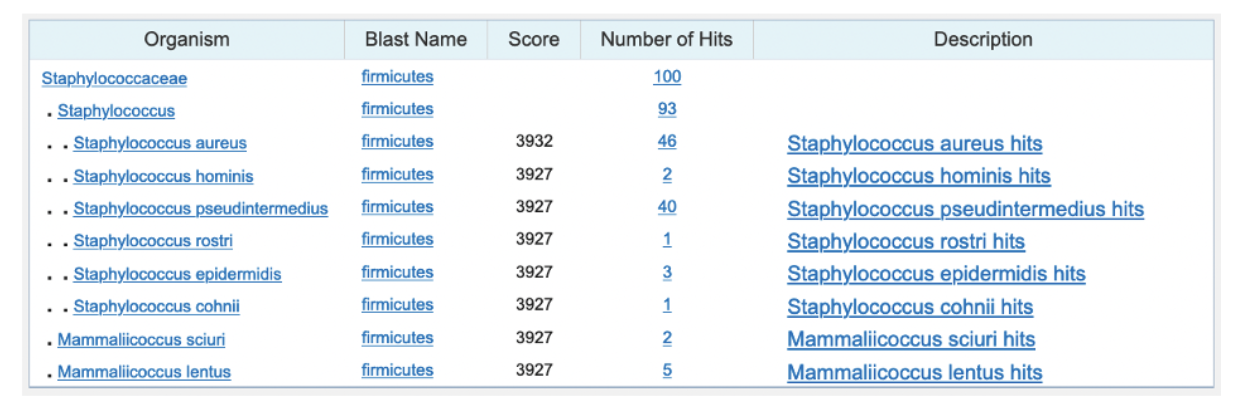 Organism Blast Name Score Number of Hits Description
Staphylococcaceae firmicutes 100
. Staphylococcus firmicutes 93
. . Staphylococcus aureus firmicutes 3932 46 Staphylococcus aureus hits
. . Staphylococcus hominis firmicutes 3927 2 Staphylococcus hominis hits
. . Staphylococcus pseudintermedius firmicutes 3927 40 Staphylococcus pseudintermedius hits
. . Staphylococcus rostri firmicutes 3927 1 Staphylococcus rostri hits
. . Staphylococcus epidermidis firmicutes 3927 3 Staphylococcus epidermidis hits
. . Staphylococcus cohnii firmicutes 3927 1 Staphylococcus cohnii hits
. Mammaliicoccus sciuri firmicutes 3927 2 Mammaliicoccus sciuri hits
. Mammaliicoccus lentus firmicutes 3927 5 Mammaliicoccus lentus hits